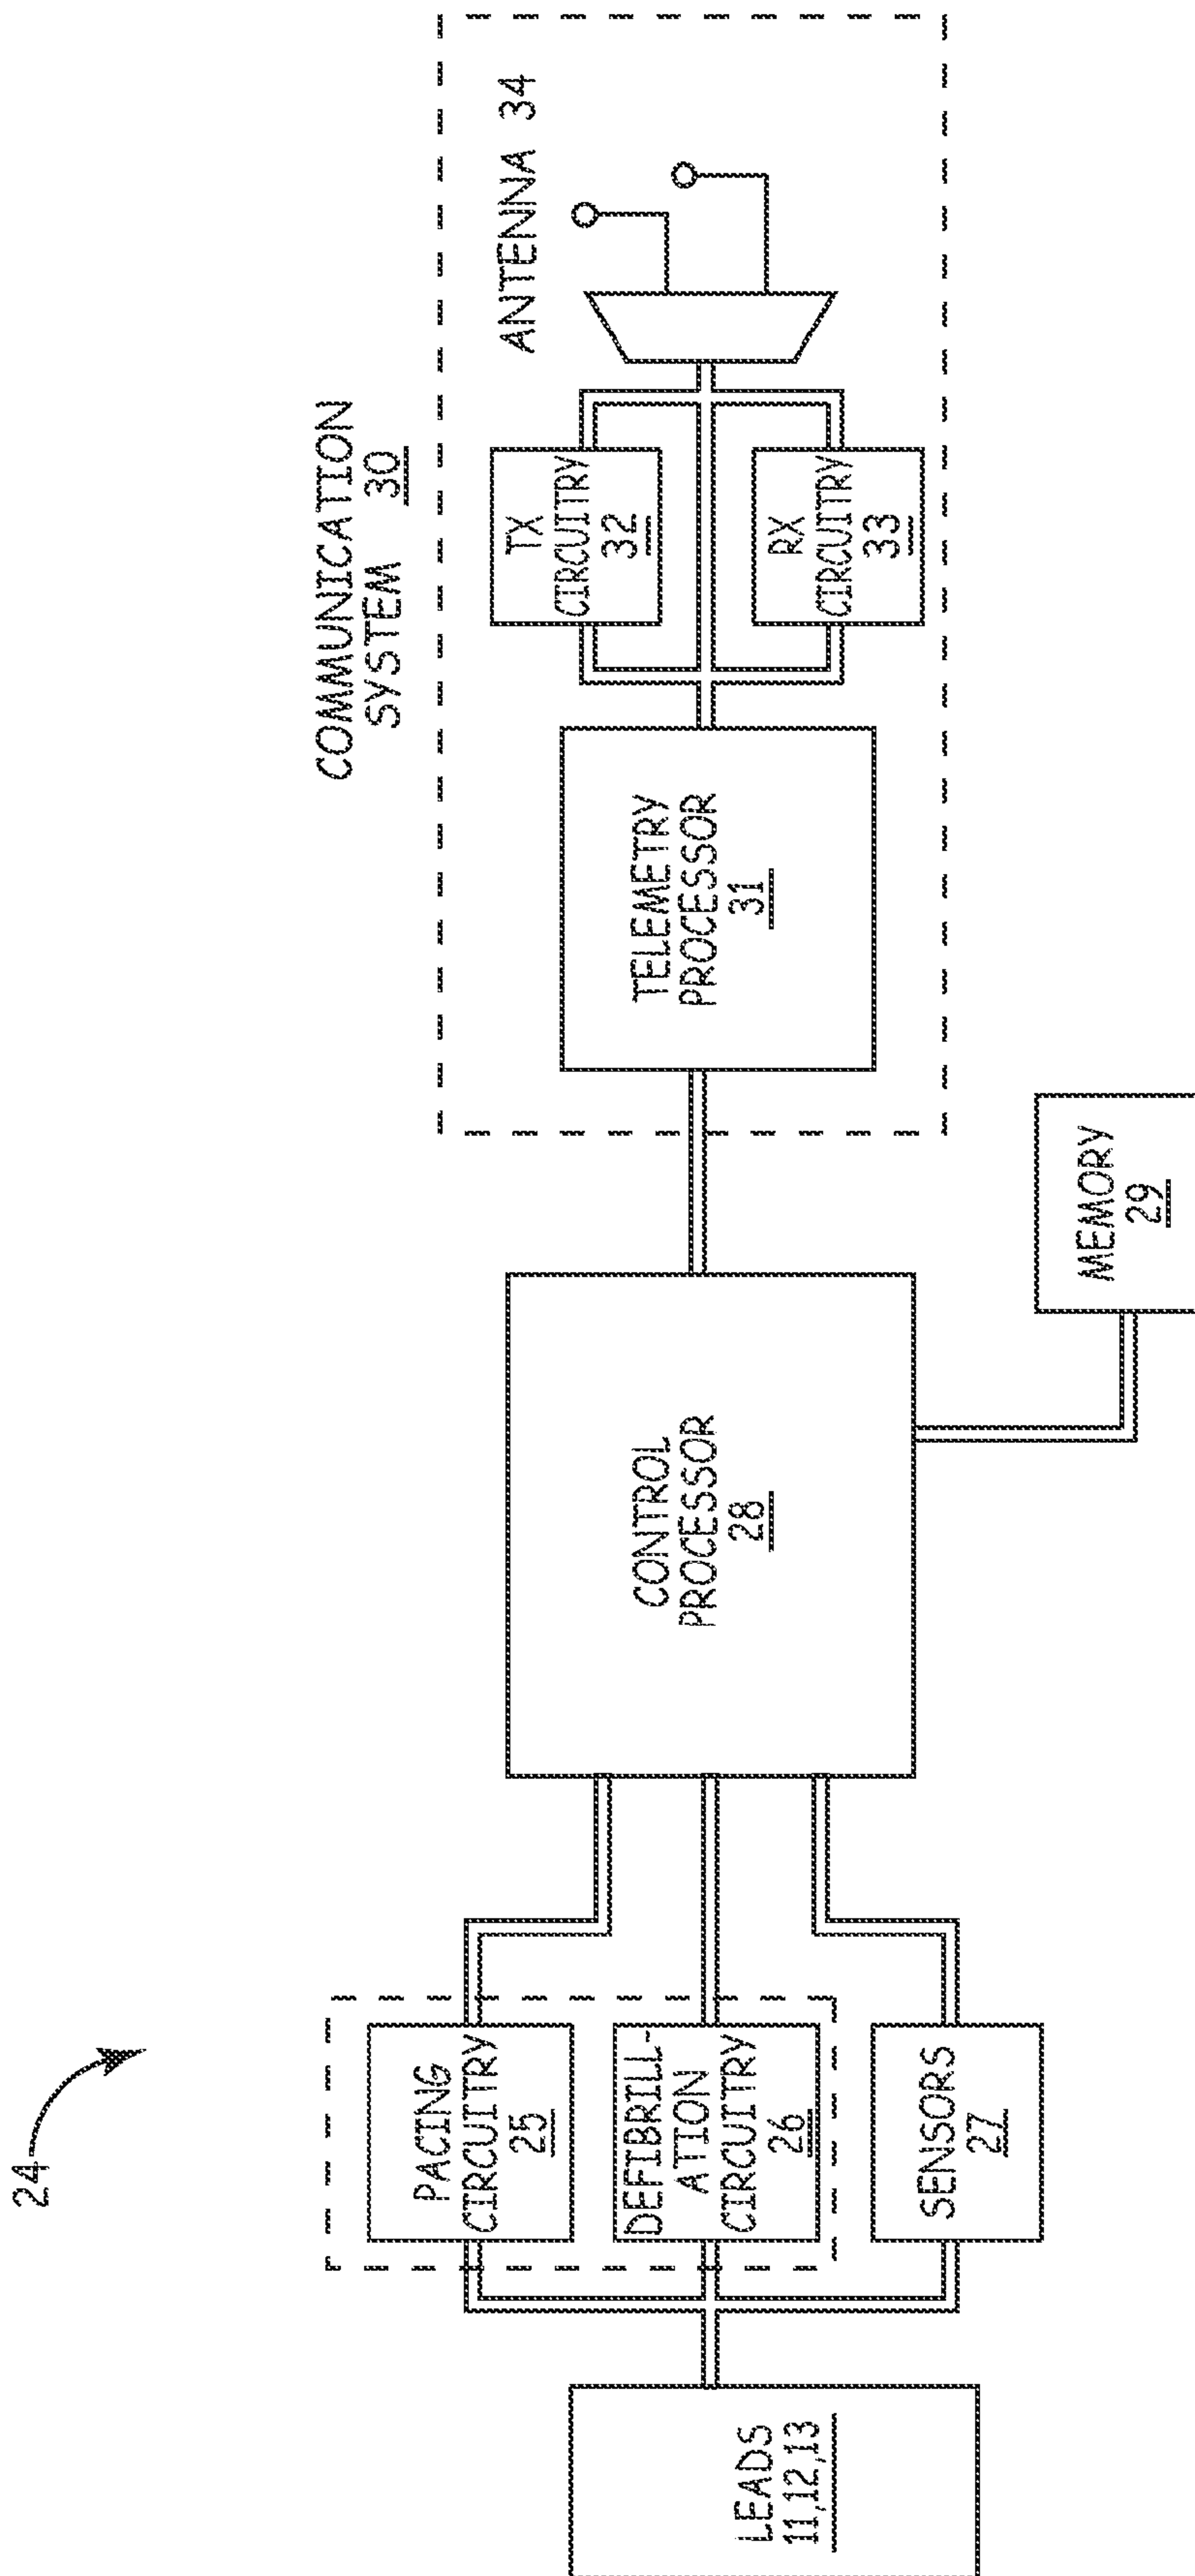 24
LEADS
11,12,13
PACING
CIRCUITRY
25
DEFIBRILL-
ATION
CIRCUITRY
26
SENSORS
27
CONTROL
PROCESSOR
28
MEMORY
29
COMMUNICATION
SYSTEM 30
TELEMETRY
PROCESSOR
31
TX
CIRCUITRY
32
RX
CIRCUITRY
33
ANTENNA 34